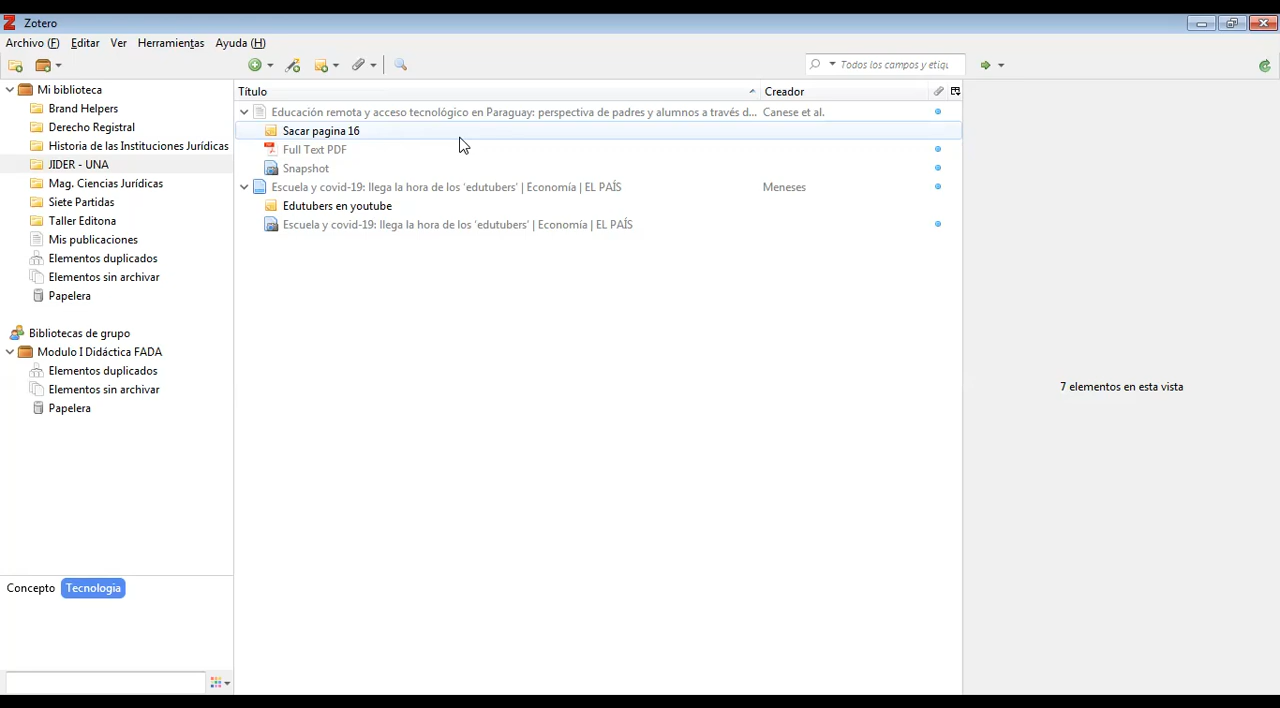 Zotero
Archivo (F) Editar Ver Herramientas Ayuda (H)
Todos los campos y etiqu
Mi biblioteca
Brand Helpers
Derecho Registral
Historia de las Instituciones Jurídicas
JIDER - UNA
Mag. Ciencias Jurídicas
Siete Partidas
Taller Editona
Mis publicaciones
Elementos duplicados
Elementos sin archivar
Papelera
Bibliotecas de grupo
Modulo I Didáctica FADA
Elementos duplicados
Elementos sin archivar
Papelera
Concepto Tecnologia
Título Creador
Educación remota y acceso tecnológico en Paraguay: perspectiva de padres y alumnos a través d... Canese et al.
Sacar pagina 16
Full Text PDF
Snapshot
Escuela y covid-19: llega la hora de los 'edutubers' | Economía | EL PAÍS Meneses
Edutubers en youtube
Escuela y covid-19: llega la hora de los 'edutubers' | Economía | EL PAÍS
7 elementos en esta vista